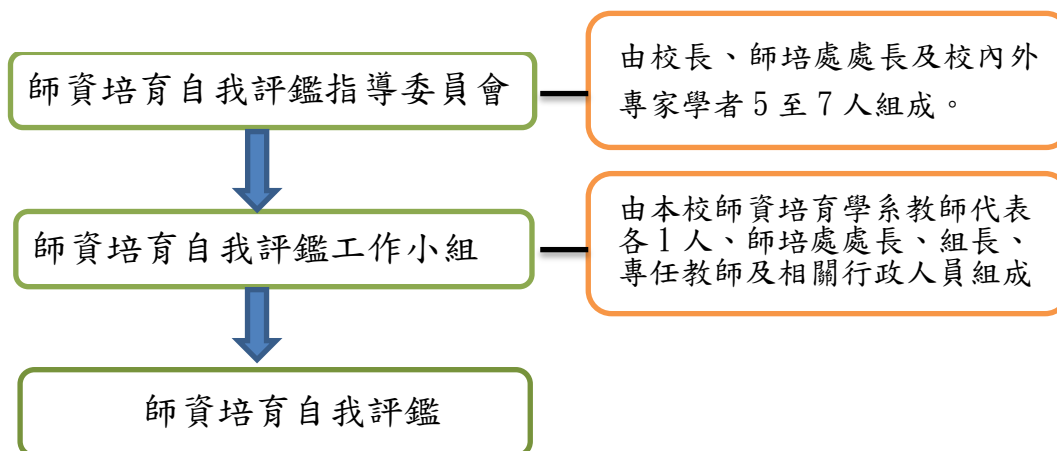 師資培育自我評鑑指導委員會
由校長、師培處處長及校內外
專家學者 5 至 7 人組成。
師資培育自我評鑑工作小組
由本校師資培育學系教師代表
各 1 人、師培處處長、組長、
專任教師及相關行政人員組成
師資培育自我評鑑